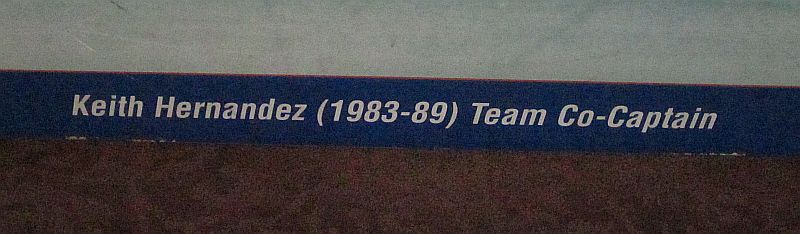 Keith Hernandez (1983-89) Team Co-Captain